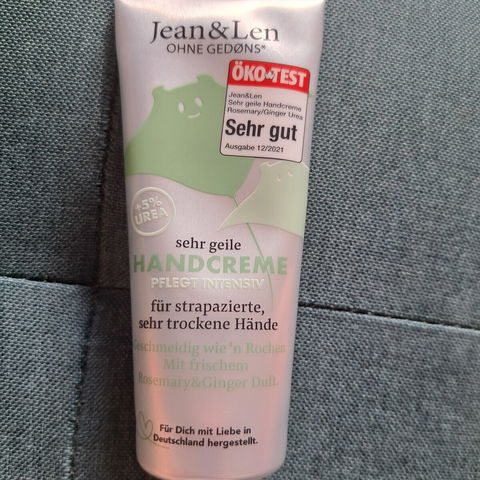 Jean&Len
OHNE GEDØNS*
ÖKO-TEST
Jean&Len
Sehr geile Handcreme
Rosemary/Ginger Urea
Sehr gut
Ausgabe 12/2021
+5%
UREA
sehr geile
HANDCREME
PFLEGT INTENSIV
für strapazierte,
sehr trockene Hände
Geschmeidig wie 'n Rochen
Mit frischem
Rosemary&Ginger Duft.
Für Dich mit Liebe in
Deutschland hergestellt.